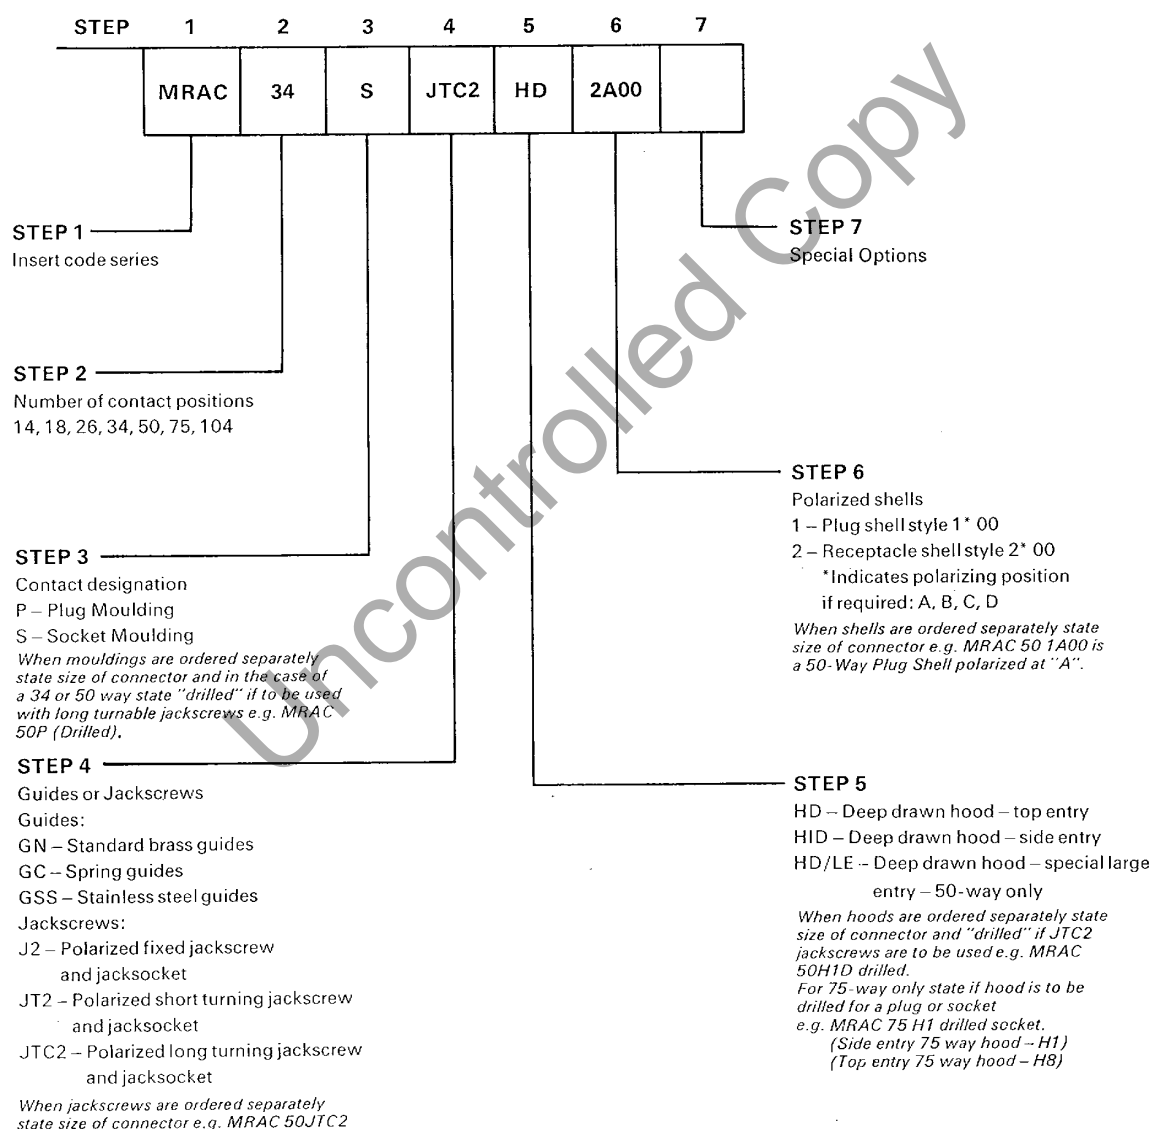 STEP 1 2 3 4 5 6 7
MRAC 34 S JTC2 HD 2A00
STEP 1
Insert code series
STEP 2
Number of contact positions
14, 18, 26, 34, 50, 75, 104
STEP 3
Contact designation
P – Plug Moulding
S – Socket Moulding
When mouldings are ordered separately
state size of connector and in the case of
a 34 or 50 way state "drilled" if to be used
with long turnable jackscrews e.g. MRAC
50P (Drilled).
STEP 4
Guides or Jackscrews
Guides:
GN – Standard brass guides
GC – Spring guides
GSS – Stainless steel guides
Jackscrews:
J2 – Polarized fixed jackscrew
and jacksocket
JT2 – Polarized short turning jackscrew
and jacksocket
JTC2 – Polarized long turning jackscrew
and jacksocket
When jackscrews are ordered separately
state size of connector e.g. MRAC 50JTC2
STEP 7
Special Options
STEP 6
Polarized shells
1 – Plug shell style 1* 00
2 – Receptacle shell style 2* 00
*Indicates polarizing position
if required: A, B, C, D
When shells are ordered separately state
size of connector e.g. MRAC 50 1A00 is
a 50-Way Plug Shell polarized at "A".
STEP 5
HD – Deep drawn hood – top entry
HID – Deep drawn hood – side entry
HD/LE – Deep drawn hood – special large
entry – 50-way only
When hoods are ordered separately state
size of connector and "drilled" if JTC2
jackscrews are to be used e.g. MRAC
50H1D drilled.
For 75-way only state if hood is to be
drilled for a plug or socket
e.g. MRAC 75 H1 drilled socket.
(Side entry 75 way hood – H1)
(Top entry 75 way hood – H8)
Uncontrolled Copy